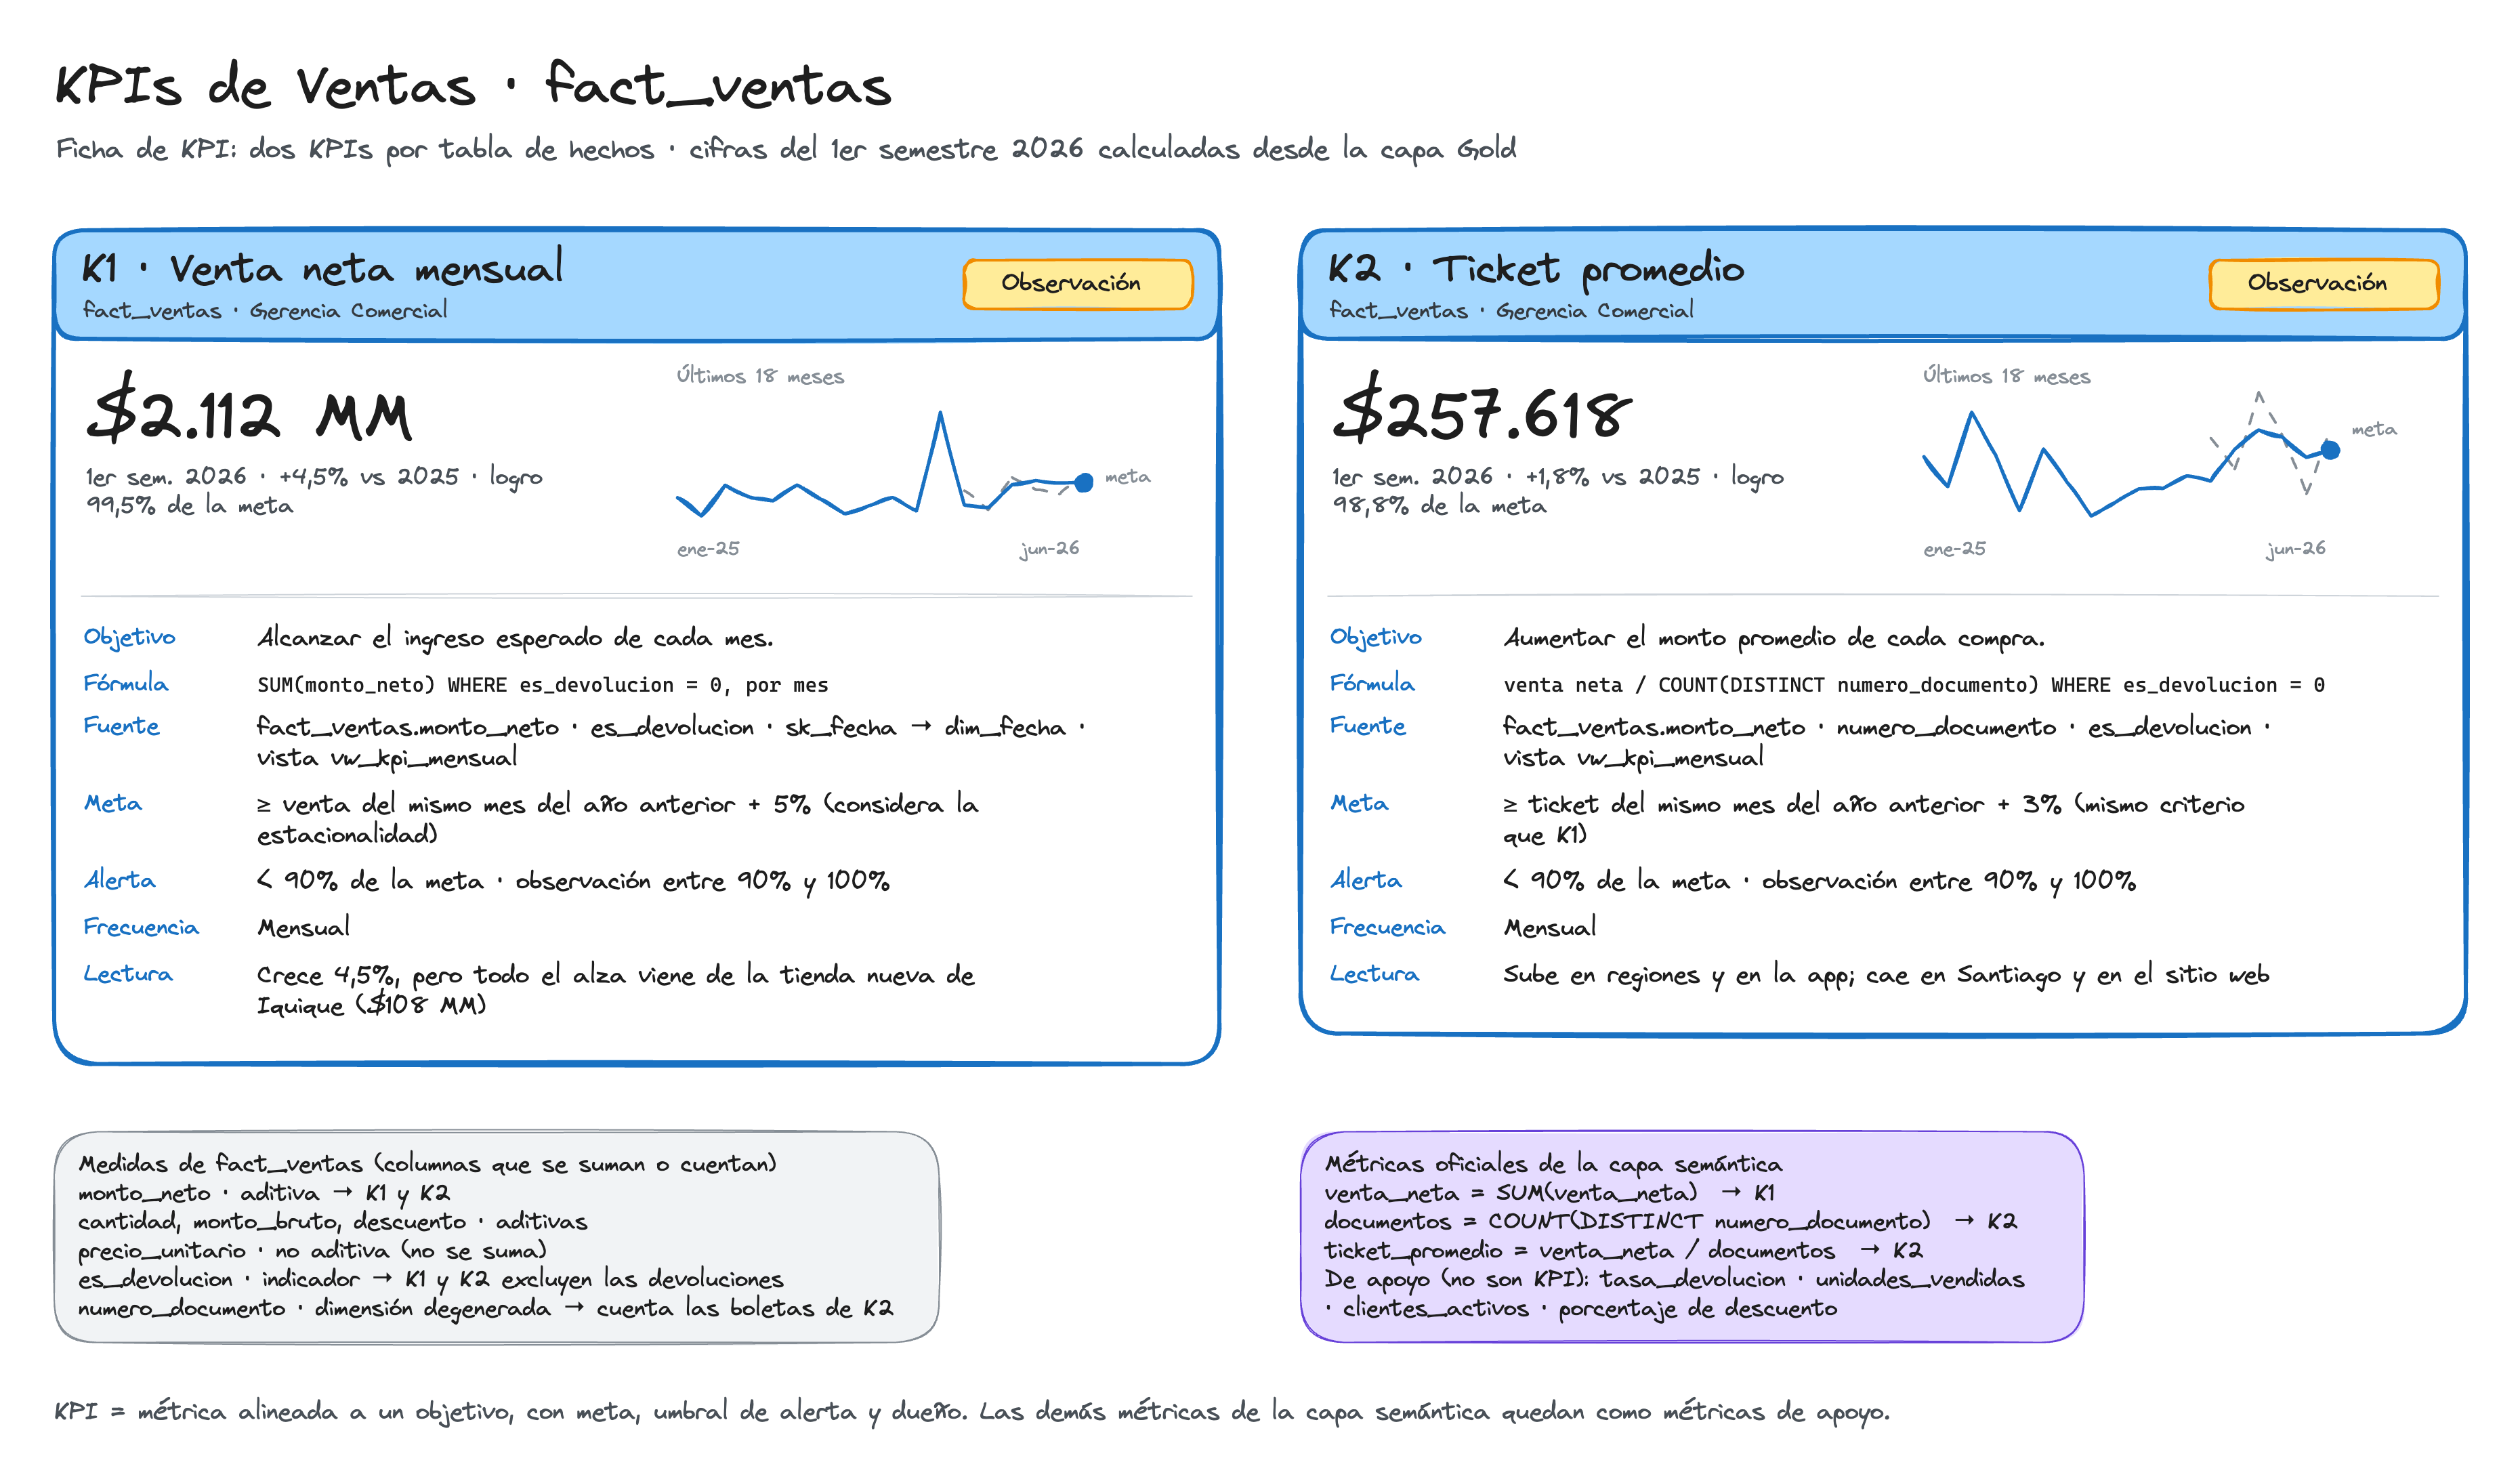 KPIs de Ventas · fact_ventas
Ficha de KPI: dos KPIs por tabla de hechos · cifras del 1er semestre 2026 calculadas desde la capa Gold
K1 · Venta neta mensual
fact_ventas · Gerencia Comercial
Observación
$2.112 MM
1er sem. 2026 · +4,5% vs 2025 · logro
99,5% de la meta
Últimos 18 meses
meta
ene-25
jun-26
Objetivo
Alcanzar el ingreso esperado de cada mes.
Fórmula
SUM(monto_neto) WHERE es_devolucion = 0, por mes
Fuente
fact_ventas.monto_neto · es_devolucion · sk_fecha → dim_fecha ·
vista vw_kpi_mensual
Meta
≥ venta del mismo mes del año anterior + 5% (considera la
estacionalidad)
Alerta
< 90% de la meta · observación entre 90% y 100%
Frecuencia
Mensual
Lectura
Crece 4,5%, pero todo el alza viene de la tienda nueva de
Iquique ($108 MM)
K2 · Ticket promedio
fact_ventas · Gerencia Comercial
Observación
$257.618
1er sem. 2026 · +1,8% vs 2025 · logro
98,8% de la meta
Últimos 18 meses
meta
ene-25
jun-26
Objetivo
Aumentar el monto promedio de cada compra.
Fórmula
venta neta / COUNT(DISTINCT numero_documento) WHERE es_devolucion = 0
Fuente
fact_ventas.monto_neto · numero_documento · es_devolucion ·
vista vw_kpi_mensual
Meta
≥ ticket del mismo mes del año anterior + 3% (mismo criterio
que K1)
Alerta
< 90% de la meta · observación entre 90% y 100%
Frecuencia
Mensual
Lectura
Sube en regiones y en la app; cae en Santiago y en el sitio web
Medidas de fact_ventas (columnas que se suman o cuentan)
monto_neto · aditiva → K1 y K2
cantidad, monto_bruto, descuento · aditivas
precio_unitario · no aditiva (no se suma)
es_devolucion · indicador → K1 y K2 excluyen las devoluciones
numero_documento · dimensión degenerada → cuenta las boletas de K2
Métricas oficiales de la capa semántica
venta_neta = SUM(venta_neta) → K1
documentos = COUNT(DISTINCT numero_documento) → K2
ticket_promedio = venta_neta / documentos → K2
De apoyo (no son KPI): tasa_devolucion · unidades_vendidas
· clientes_activos · porcentaje de descuento
KPI = métrica alineada a un objetivo, con meta, umbral de alerta y dueño. Las demás métricas de la capa semántica quedan como métricas de apoyo.